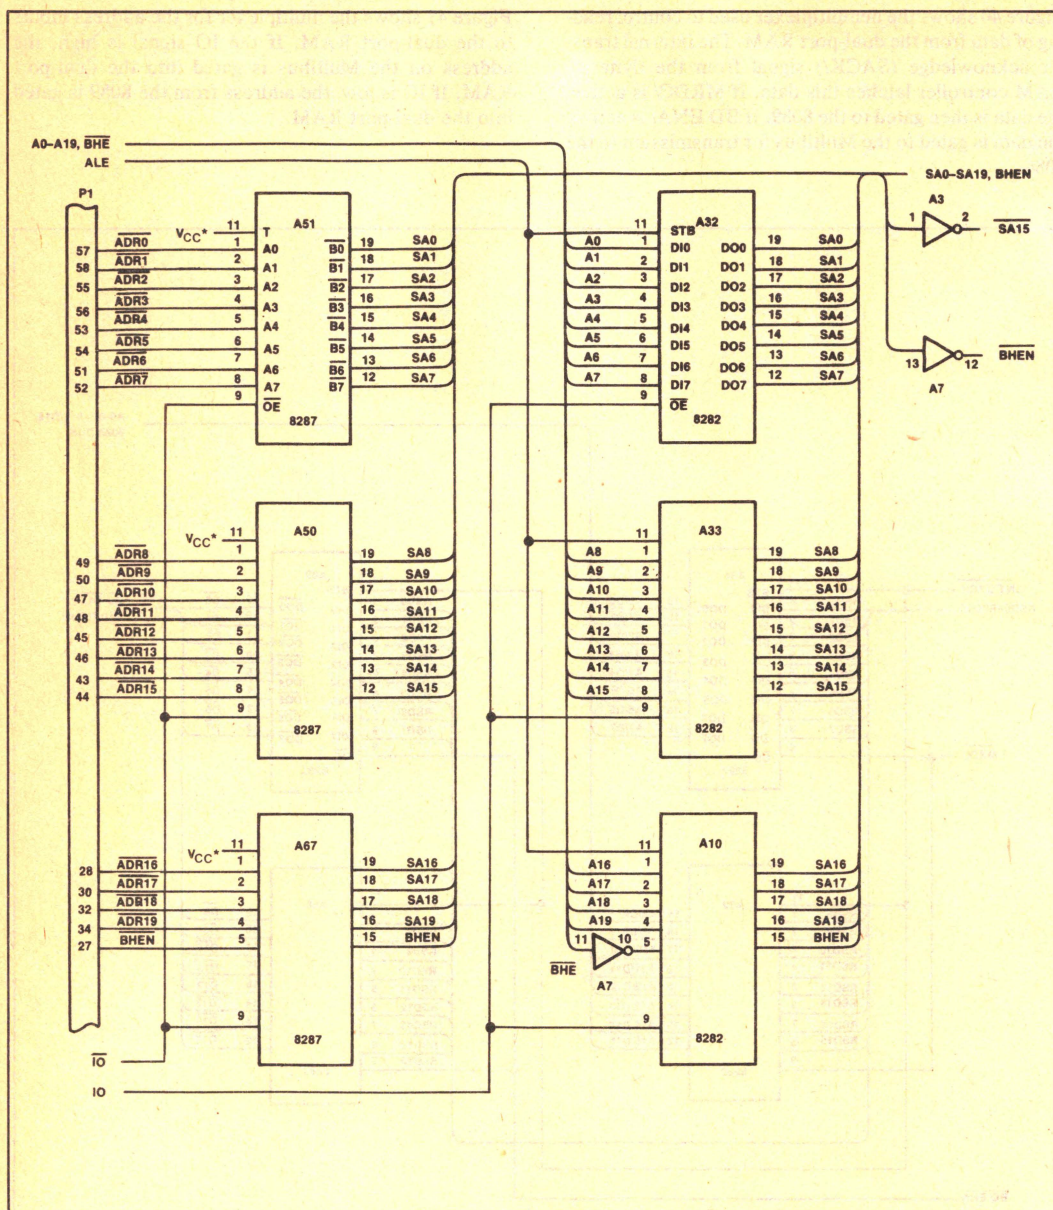 A0–A19, BHE
ALE
P1
SA0–SA19, BHEN
A3
1 2 SA15
13 12 BHEN
A7
VCC* 11 T A51
57 ADR0 1 A0 B0 19 SA0
58 ADR1 2 A1 B1 18 SA1
55 ADR2 3 A2 B2 17 SA2
56 ADR3 4 A3 B3 16 SA3
53 ADR4 5 A4 B4 15 SA4
54 ADR5 6 A5 B5 14 SA5
51 ADR6 7 A6 B6 13 SA6
52 ADR7 8 A7 B7 12 SA7
9 OE
8287
11 STB A32
A0 1 DI0 DO0 19 SA0
A1 2 DI1 DO1 18 SA1
A2 3 DI2 DO2 17 SA2
A3 4 DI3 DO3 16 SA3
A4 5 DI4 DO4 15 SA4
A5 6 DI5 DO5 14 SA5
A6 7 DI6 DO6 13 SA6
A7 8 DI7 DO7 12 SA7
9 OE
8282
VCC* 11 A50
49 ADR8 1 19 SA8
50 ADR9 2 18 SA9
47 ADR10 3 17 SA10
48 ADR11 4 16 SA11
45 ADR12 5 15 SA12
46 ADR13 6 14 SA13
43 ADR14 7 13 SA14
44 ADR15 8 12 SA15
9
8287
11 A33
A8 1 19 SA8
A9 2 18 SA9
A10 3 17 SA10
A11 4 16 SA11
A12 5 15 SA12
A13 6 14 SA13
A14 7 13 SA14
A15 8 12 SA15
9
8282
VCC* 11 A67
28 ADR16 1 19 SA16
30 ADR17 2 18 SA17
32 ADR18 3 17 SA18
34 ADR19 4 16 SA19
27 BHEN 5 15 BHEN
9
8287
11 A10
A16 1 19 SA16
A17 2 18 SA17
A18 3 17 SA18
A19 4 16 SA19
BHE 11 10 5 15 BHEN
A7
9
8282
IO
IO